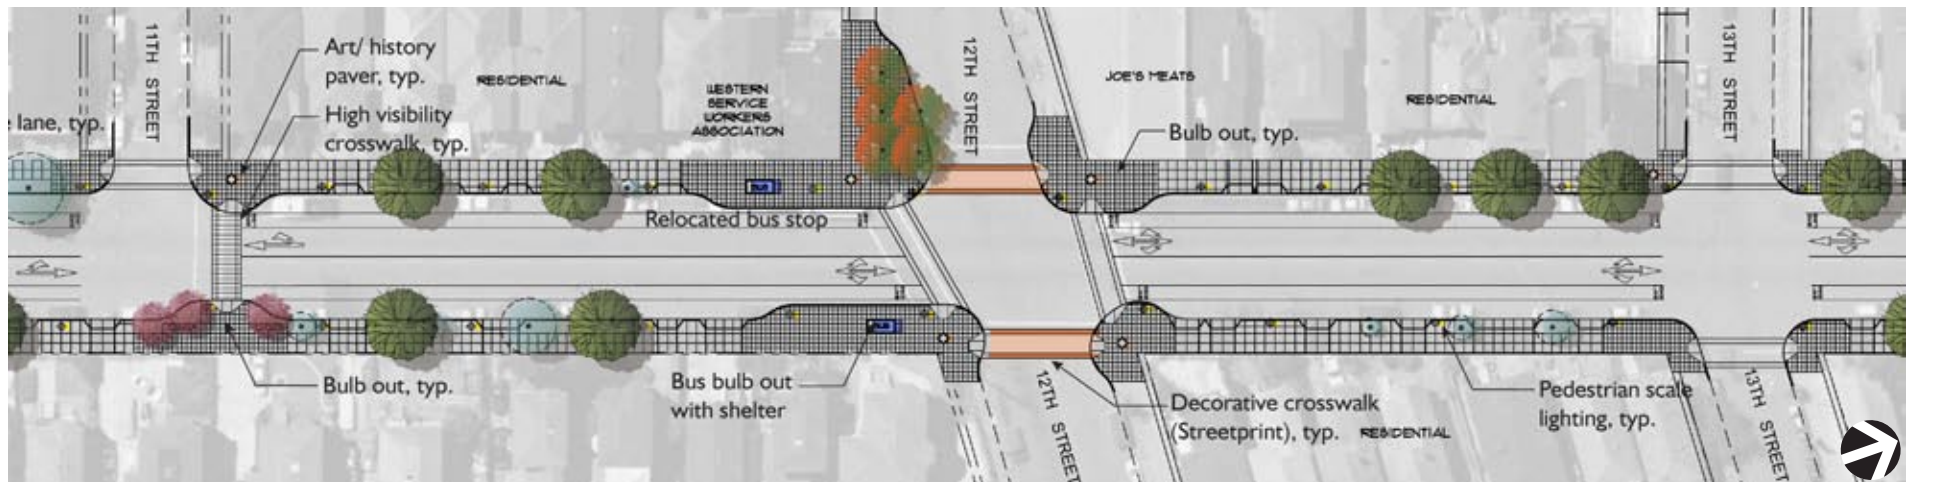 11TH STREET
Art/ history
paver, typ.
High visibility
crosswalk, typ.
e lane, typ.
RESIDENTIAL
WESTERN
SERVICE
WORKERS
ASSOCIATION
12TH STREET
JOE'S MEATS
Bulb out, typ.
RESIDENTIAL
13TH STREET
BUS
Relocated bus stop
BUS
Bulb out, typ.
Bus bulb out
with shelter
12TH STREET
Decorative crosswalk
(Streetprint), typ.
RESIDENTIAL
Pedestrian scale
lighting, typ.
13TH STREET